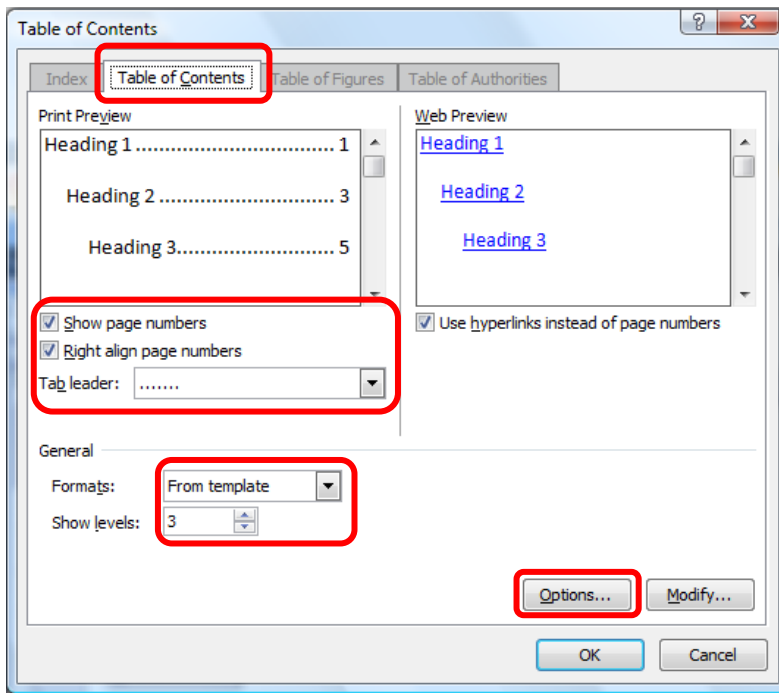 Table of Contents
Index Table of Contents Table of Figures Table of Authorities
Print Preview Web Preview
Heading 1.................................. 1 Heading 1
Heading 2.............................. 3 Heading 2
Heading 3........................... 5 Heading 3
Show page numbers Use hyperlinks instead of page numbers
Right align page numbers
Tab leader: .......
General
Formats: From template
Show levels: 3
Options... Modify...
OK Cancel